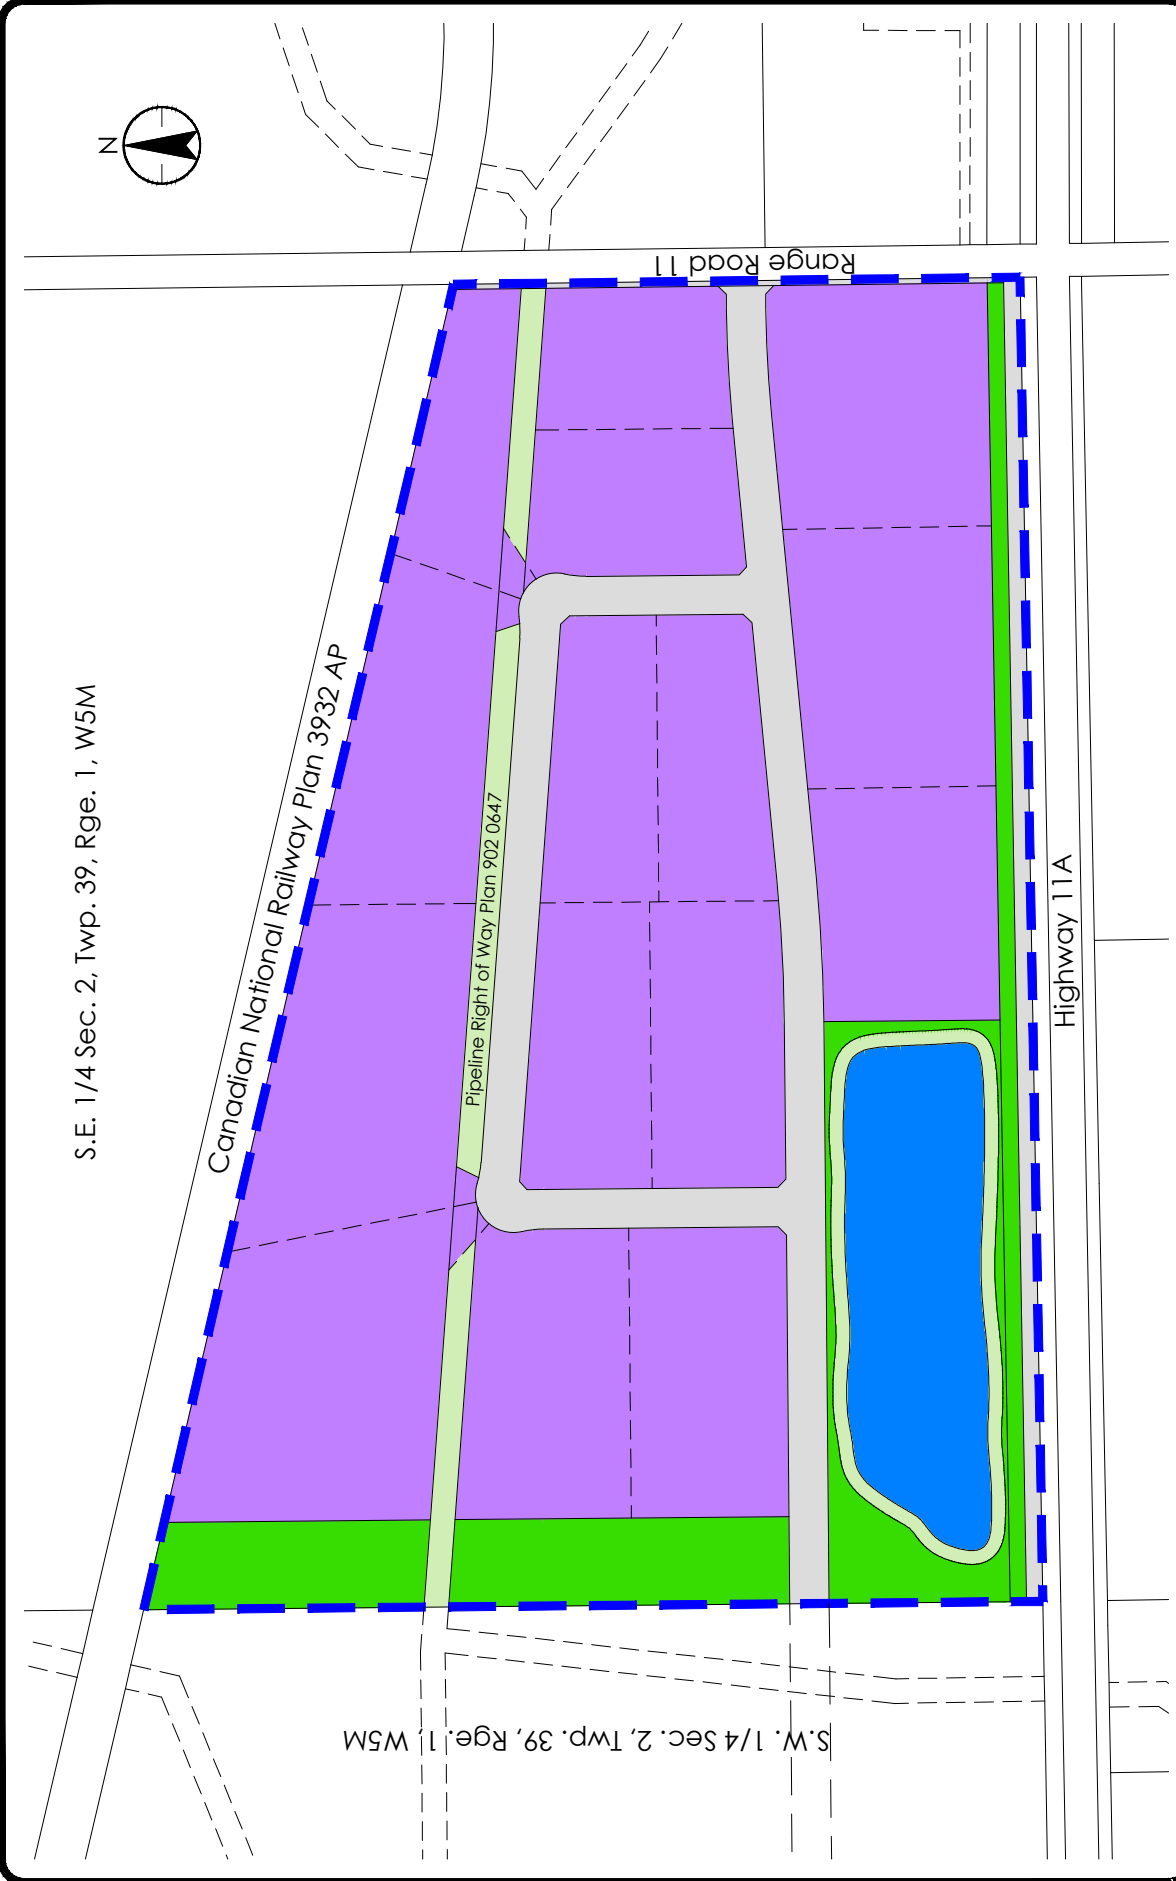 N
Range Road 11
Canadian National Railway Plan 3932 AP
S.E. 1/4 Sec. 2, Twp. 39, Rge. 1, W5M
Pipeline Right of Way Plan 902 0647
Highway 11A
S.W. 1/4 Sec. 2, Twp. 39, Rge. 1, W5M